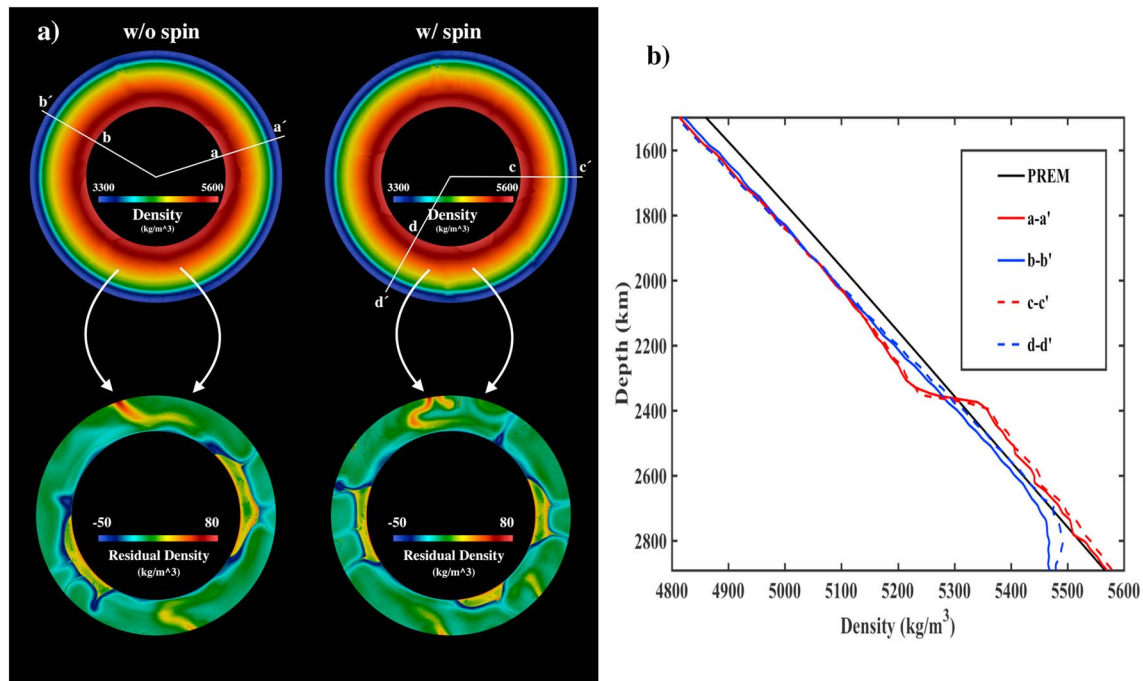 a)
w/o spin
w/ spin
b´
b
a´
a
3300 5600
Density
(kg/m^3)
c
c´
d
d´
3300 5600
Density
(kg/m^3)
-50 80
Residual Density
(kg/m^3)
-50 80
Residual Density
(kg/m^3)
b)
Depth (km)
1600
1800
2000
2200
2400
2600
2800
PREM
a-a'
b-b'
c-c'
d-d'
4800 4900 5000 5100 5200 5300 5400 5500 5600
Density (kg/m³)